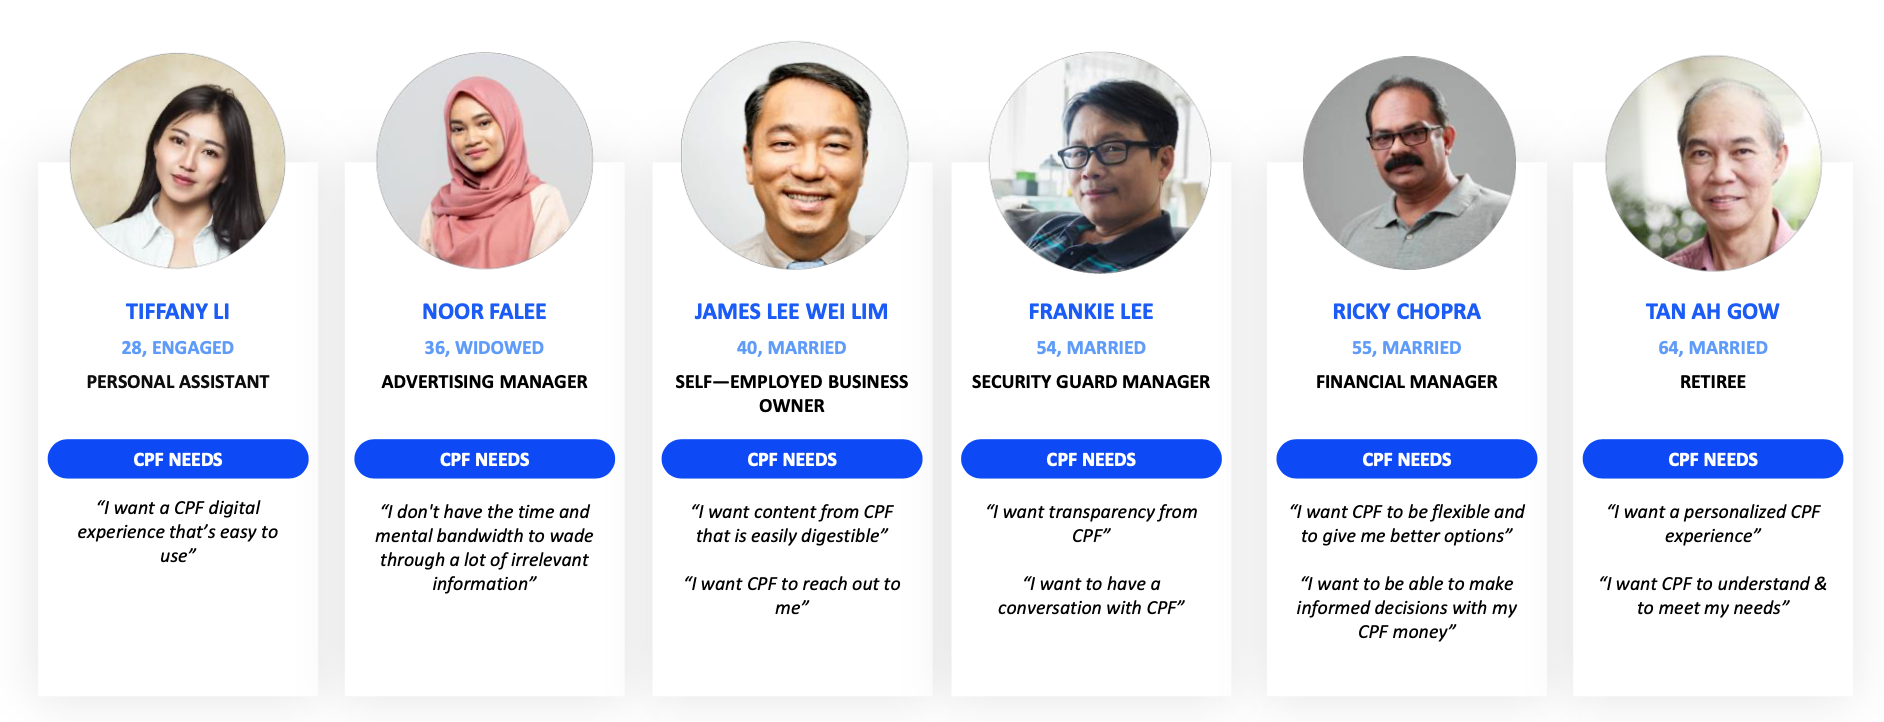 TIFFANY LI
28, ENGAGED
PERSONAL ASSISTANT
CPF NEEDS
“I want a CPF digital
experience that’s easy to
use”
NOOR FALEE
36, WIDOWED
ADVERTISING MANAGER
CPF NEEDS
“I don't have the time and
mental bandwidth to wade
through a lot of irrelevant
information”
JAMES LEE WEI LIM
40, MARRIED
SELF—EMPLOYED BUSINESS
OWNER
CPF NEEDS
“I want content from CPF
that is easily digestible”
“I want CPF to reach out to
me”
FRANKIE LEE
54, MARRIED
SECURITY GUARD MANAGER
CPF NEEDS
“I want transparency from
CPF”
“I want to have a
conversation with CPF”
RICKY CHOPRA
55, MARRIED
FINANCIAL MANAGER
CPF NEEDS
“I want CPF to be flexible and
to give me better options”
“I want to be able to make
informed decisions with my
CPF money”
TAN AH GOW
64, MARRIED
RETIREE
CPF NEEDS
“I want a personalized CPF
experience”
“I want CPF to understand &
to meet my needs”